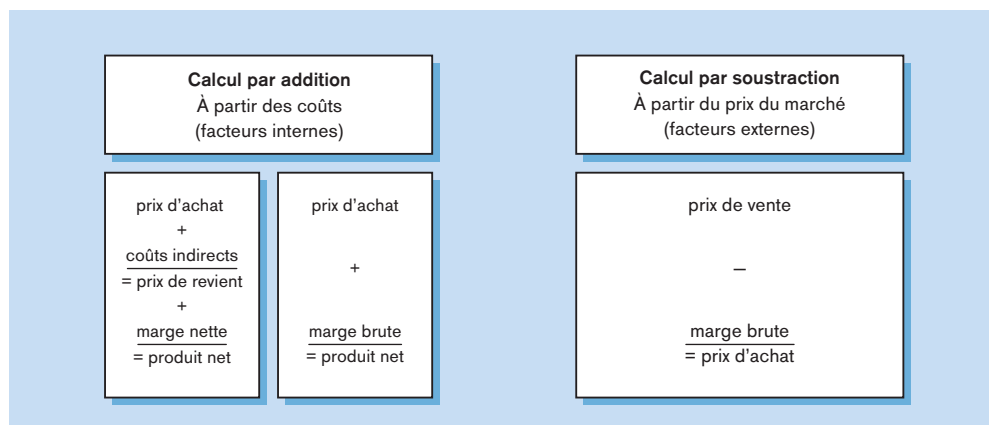 Calcul par addition
À partir des coûts
(facteurs internes)
Calcul par soustraction
À partir du prix du marché
(facteurs externes)
prix d'achat
+
coûts indirects
= prix de revient
+
marge nette
= produit net
prix d'achat
+
marge brute
= produit net
prix de vente
–
marge brute
= prix d'achat